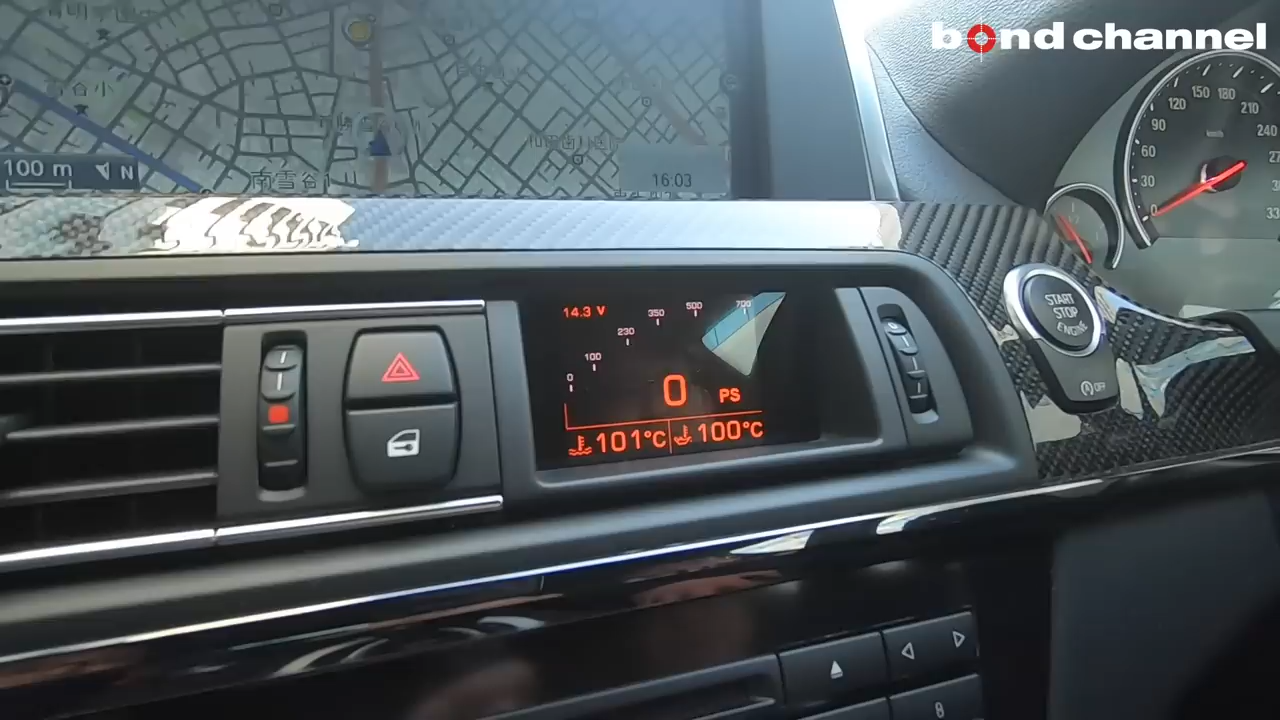 bond channel
100 m N
南雪谷
16:03
0
30
60
90
120
150
180
210
240
14.3 V
0
100
230
350
500
700
0 PS
101°C
100°C
START
STOP
ENGINE
OFF
8